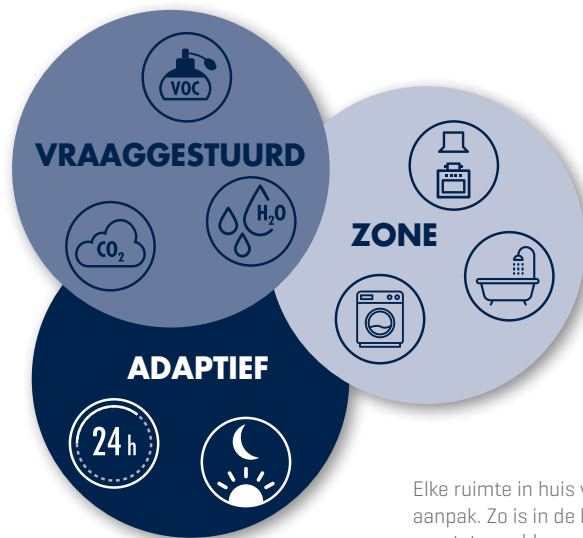 VOC
VRAAGGESTUURD
H₂O
CO₂
ZONE
ADAPTIEF
24 h
Elke ruimte in huis
aanpak. Zo is in de